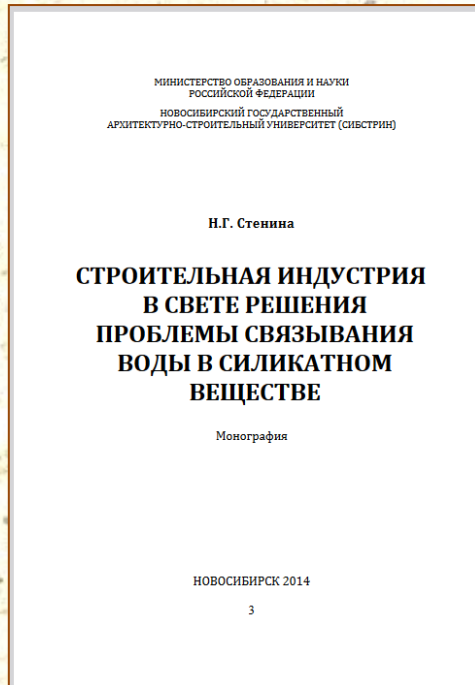 МИНИСТЕРСТВО ОБРАЗОВАНИЯ И НАУКИ
РОССИЙСКОЙ ФЕДЕРАЦИИ
НОВОСИБИРСКИЙ ГОСУДАРСТВЕННЫЙ
АРХИТЕКТУРНО-СТРОИТЕЛЬНЫЙ УНИВЕРСИТЕТ (СИБСТРИН)
Н.Г. Стенина
СТРОИТЕЛЬНАЯ ИНДУСТРИЯ
В СВЕТЕ РЕШЕНИЯ
ПРОБЛЕМЫ СВЯЗЫВАНИЯ
ВОДЫ В СИЛИКАТНОМ
ВЕЩЕСТВЕ
Монография
НОВОСИБИРСК 2014
3